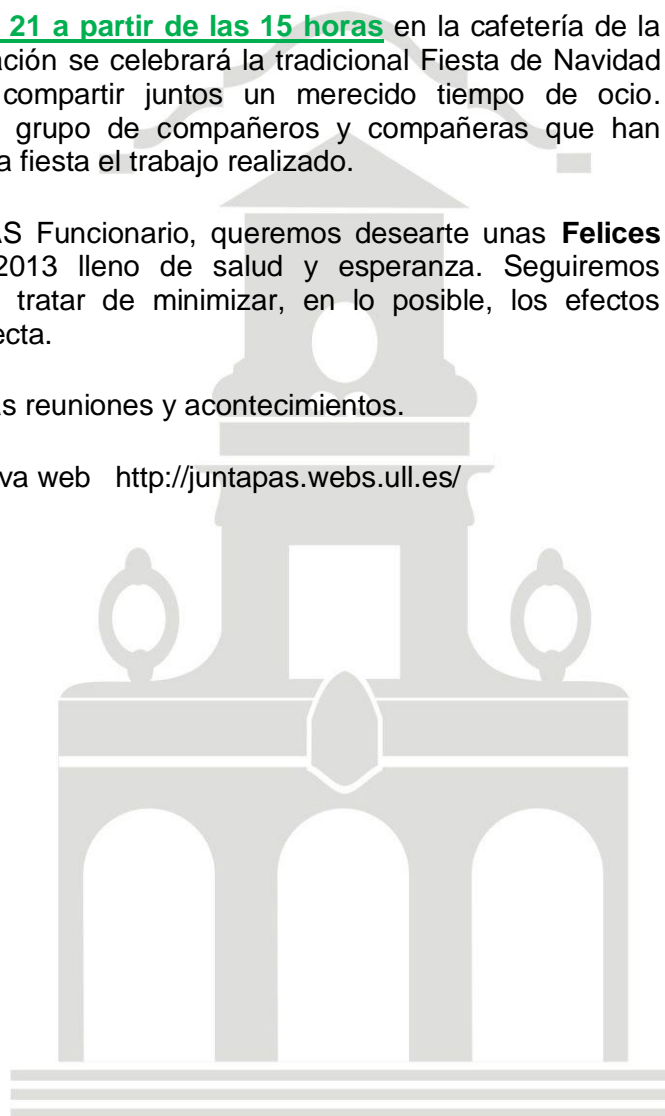 21 a partir de las 15 horas en la cafetería de la
ación se celebrará la tradicional Fiesta de Navidad
compartir juntos un merecido tiempo de ocio.
grupo de compañeros y compañeras que han
a fiesta el trabajo realizado.
AS Funcionario, queremos desearte unas Felices
2013 lleno de salud y esperanza. Seguiremos
tratar de minimizar, en lo posible, los efectos
ecta.
as reuniones y acontecimientos.
va web http://juntapas.webs.ull.es/